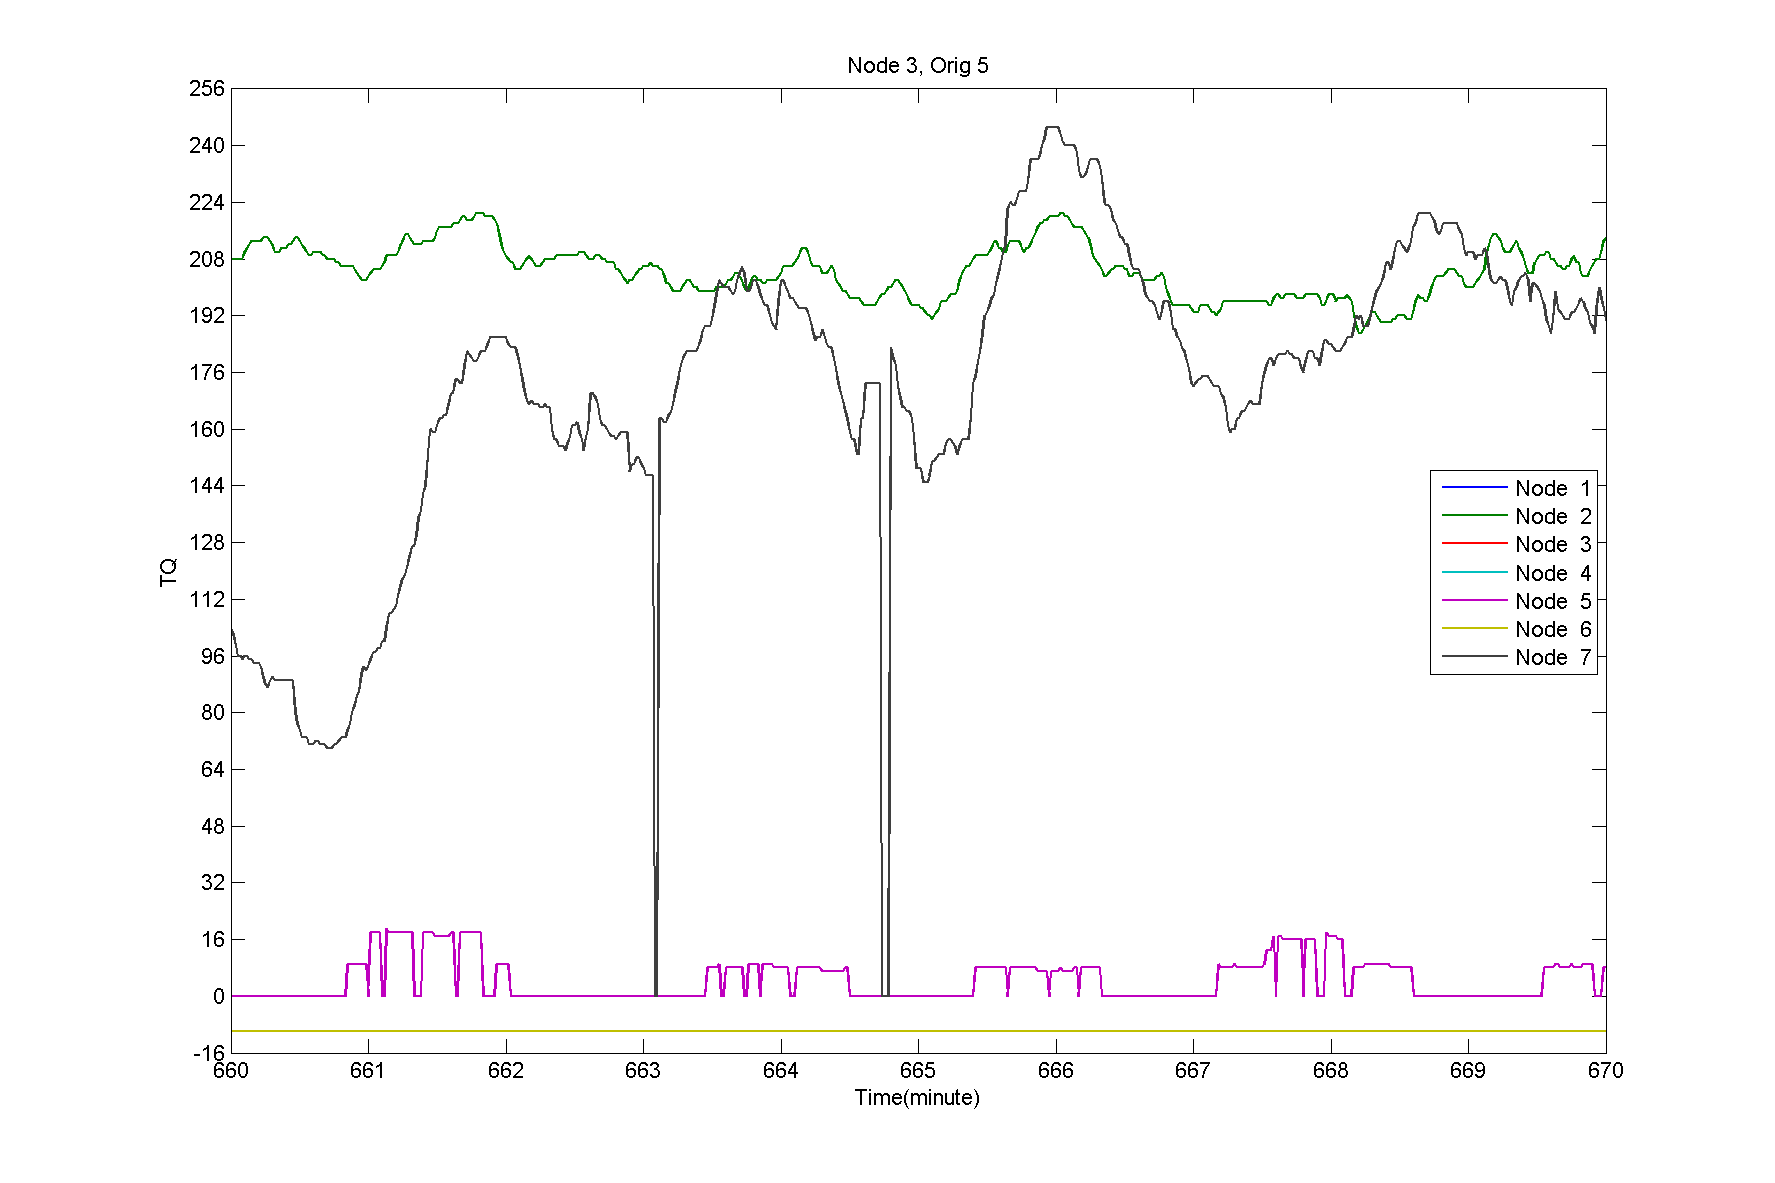 Node 3, Orig 5
256
240
224
208
192
176
160
144
128
112
96
80
64
48
32
16
0
-16
TQ
Node 1
Node 2
Node 3
Node 4
Node 5
Node 6
Node 7
660 661 662 663 664 665 666 667 668 669 670
Time(minute)